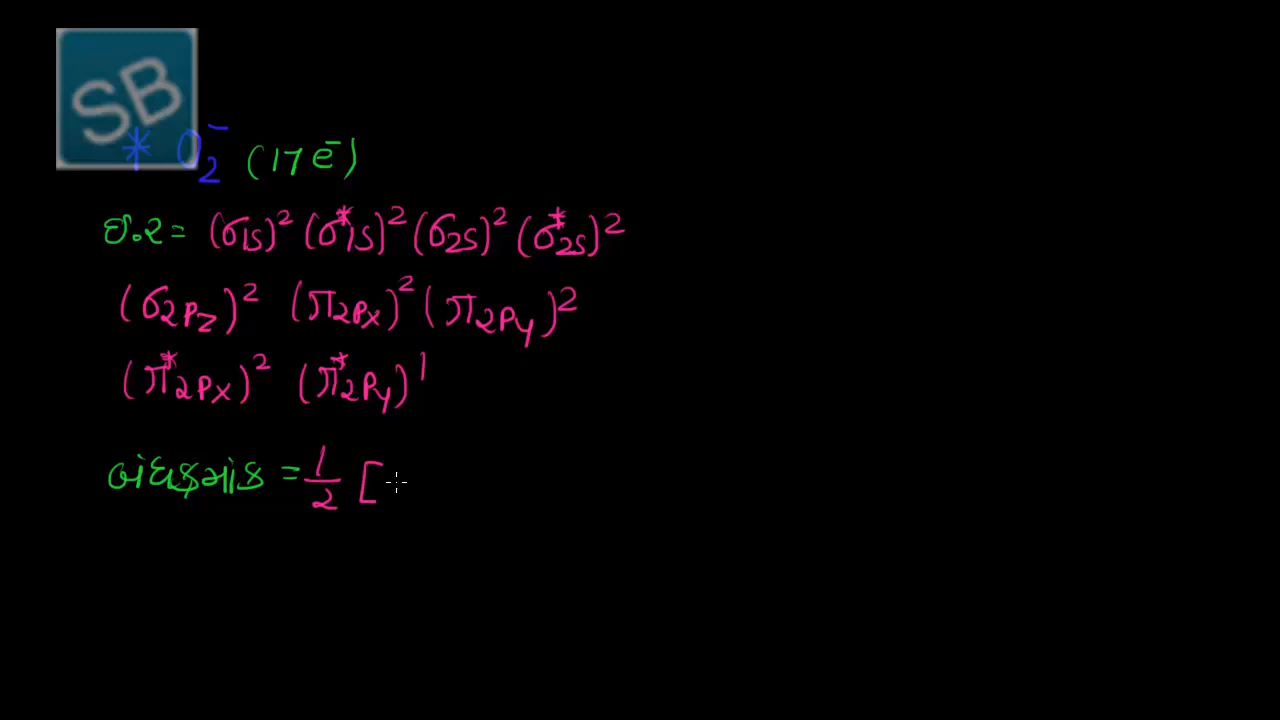 SB
* O₂⁻ (17 e⁻)
ઈ.ર = (σ1s)² (σ*1s)² (σ2s)² (σ*2s)²
(σ2pz)² (π2px)² (π2py)²
(π*2px)² (π*2py)¹
બંધક્રમાંક = 1/2 [